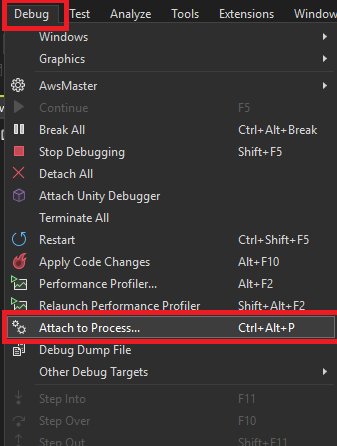 Debug Test Analyze Tools Extensions Window
Windows
Graphics
AwsMaster
Continue F5
Break All Ctrl+Alt+Break
Stop Debugging Shift+F5
Detach All
Attach Unity Debugger
Terminate All
Restart Ctrl+Shift+F5
Apply Code Changes Alt+F10
Performance Profiler... Alt+F2
Relaunch Performance Profiler Shift+Alt+F2
Attach to Process... Ctrl+Alt+P
Debug Dump File
Other Debug Targets
Step Into F11
Step Over F10
Step Out Shift+F11